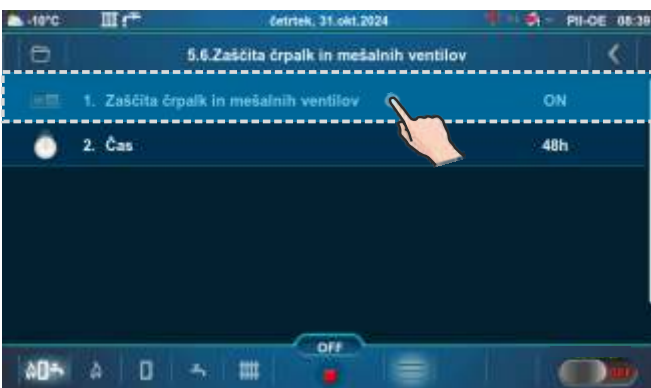 -10°C četrtek, 31.okt.2024 PII-OE 08:39
5.6.Zaščita črpalk in mešalnih ventilov
1. Zaščita črpalk in mešalnih ventilov ON
2. Čas 48h
OFF
OFF